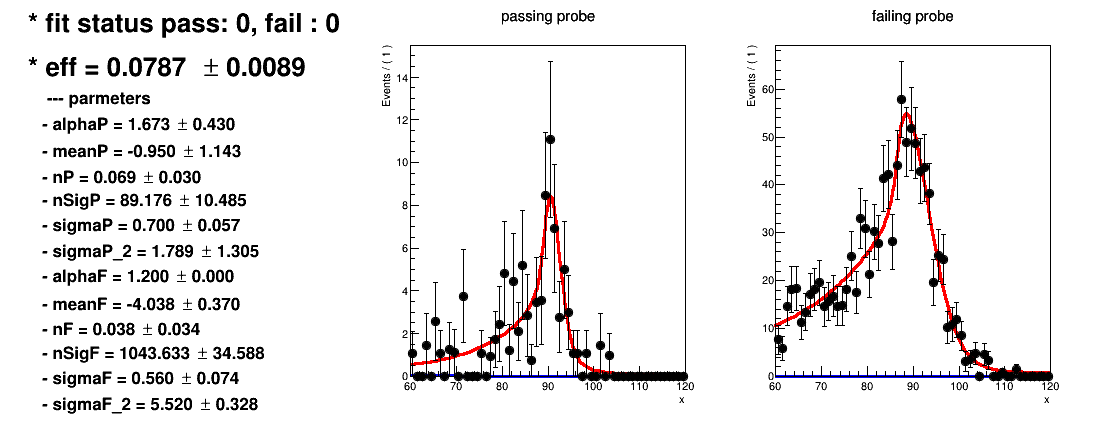 * fit status pass: 0, fail : 0
* eff = 0.0787 ± 0.0089
--- parmeters
- alphaP = 1.673 ± 0.430
- meanP = -0.950 ± 1.143
- nP = 0.069 ± 0.030
- nSigP = 89.176 ± 10.485
- sigmaP = 0.700 ± 0.057
- sigmaP_2 = 1.789 ± 1.305
- alphaF = 1.200 ± 0.000
- meanF = -4.038 ± 0.370
- nF = 0.038 ± 0.034
- nSigF = 1043.633 ± 34.588
- sigmaF = 0.560 ± 0.074
- sigmaF_2 = 5.520 ± 0.328
passing probe
Events / ( 1 )
14
12
10
8
6
4
2
0
60 70 80 90 100 110 120
x
failing probe
Events / ( 1 )
60
50
40
30
20
10
0
60 70 80 90 100 110 120
x